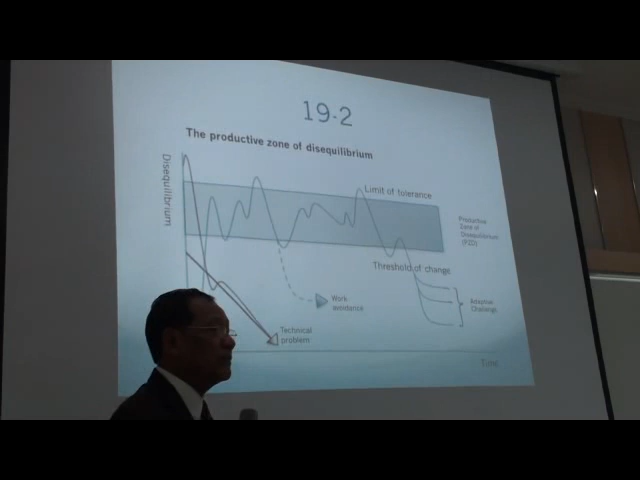 19-2
The productive zone of disequilibrium
Disequilibrium
Limit of tolerance
Productive
Zone of
Disequilibrium
(PZD)
Threshold of change
Work
avoidance
Adaptive
Challenge
Technical
problem
Time